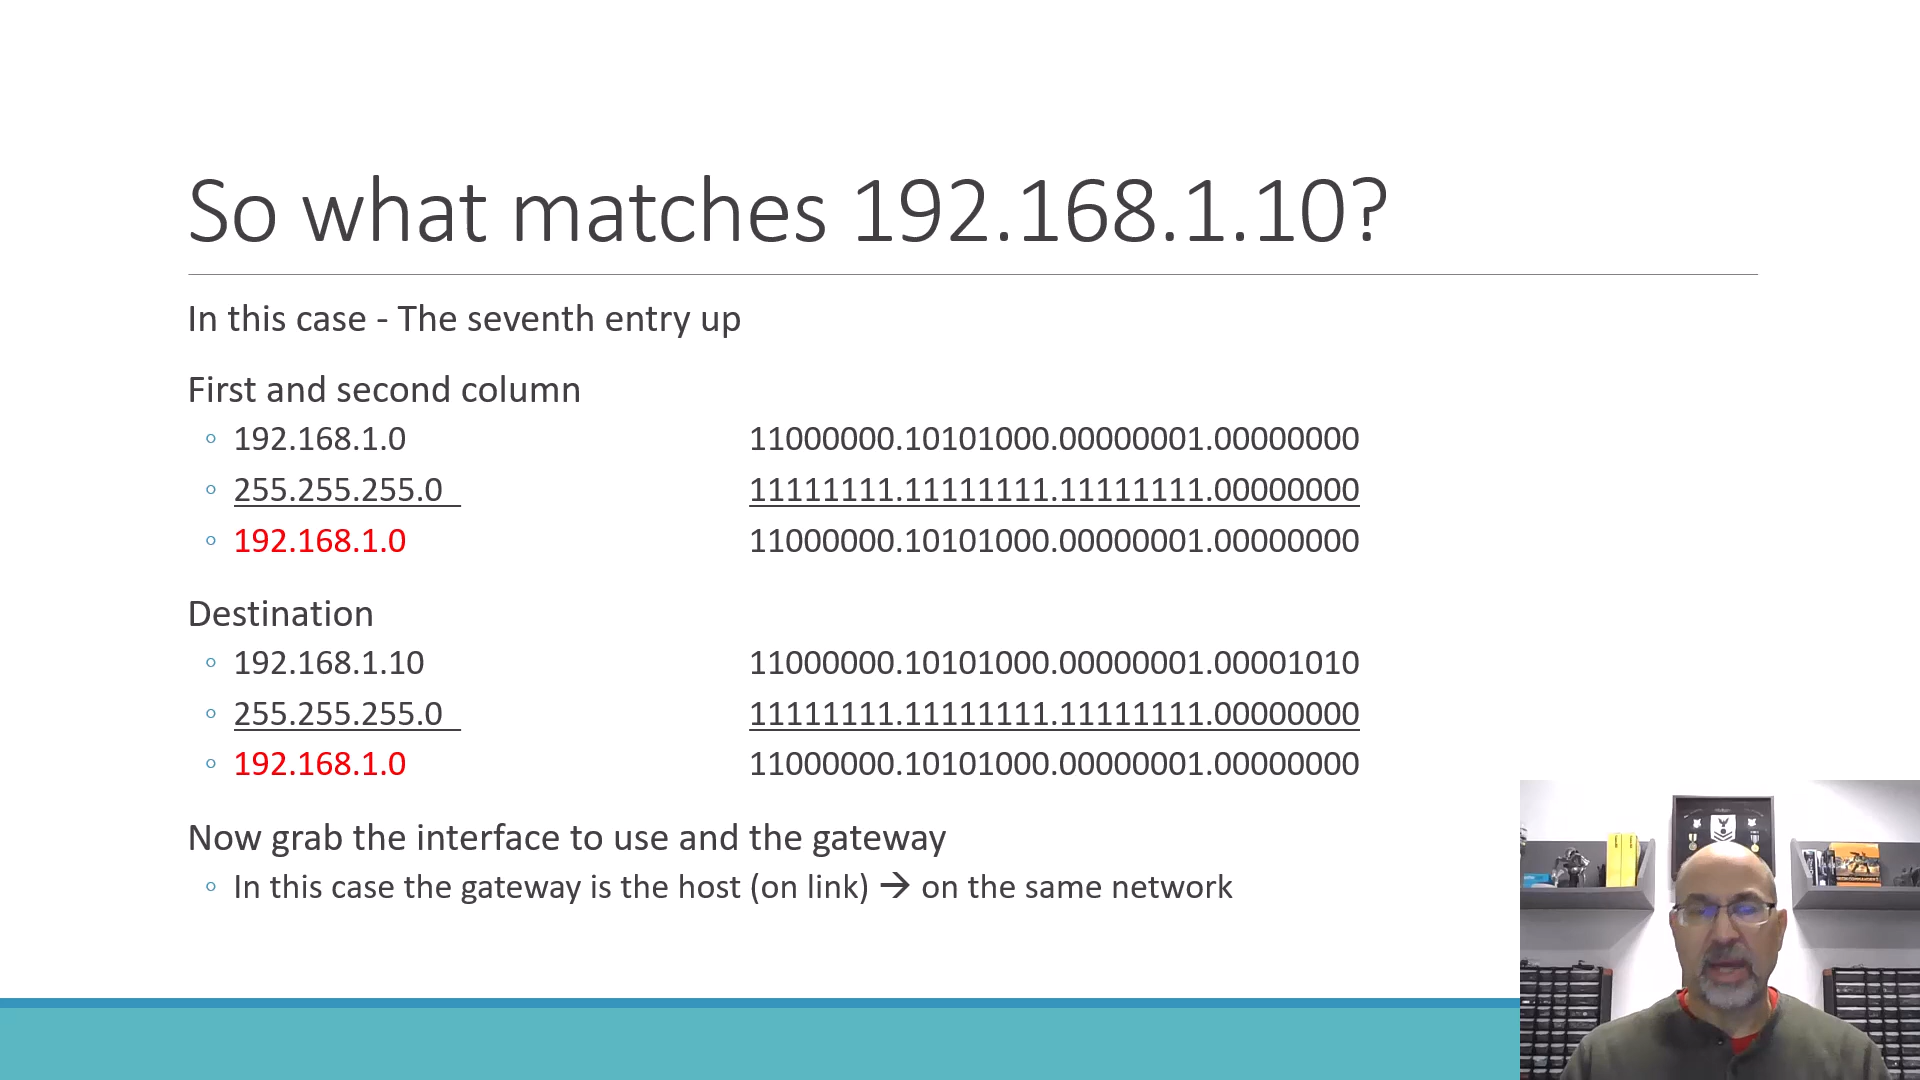 So what matches 192.168.1.10?
In this case - The seventh entry up
First and second column
◦ 192.168.1.0 11000000.10101000.00000001.00000000
◦ 255.255.255.0 11111111.11111111.11111111.00000000
◦ 192.168.1.0 11000000.10101000.00000001.00000000
Destination
◦ 192.168.1.10 11000000.10101000.00000001.00001010
◦ 255.255.255.0 11111111.11111111.11111111.00000000
◦ 192.168.1.0 11000000.10101000.00000001.00000000
Now grab the interface to use and the gateway
◦ In this case the gateway is the host (on link) → on the same network